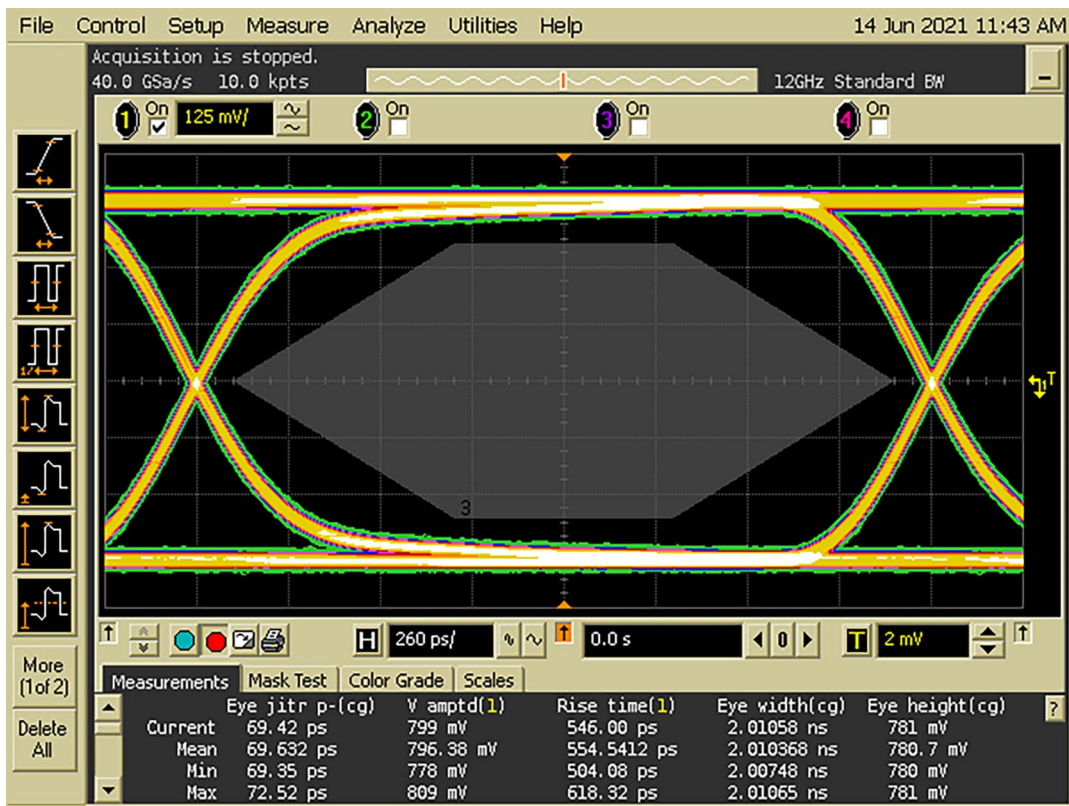 File Control Setup Measure Analyze Utilities Help 14 Jun 2021 11:43 AM
Acquisition is stopped.
40.0 GSa/s 10.0 kpts 12GHz Standard BW
1 On 125 mV/ 2 On 3 On 4 On
1/
3
T
More
(1of 2)
Delete
All
H 260 ps/ 0.0 s 0 T 2 mV
Measurements Mask Test Color Grade Scales
Eye jitr p-(cg) V amptd(1) Rise time(1) Eye width(cg) Eye height(cg) ?
Current 69.42 ps 799 mV 546.00 ps 2.01058 ns 781 mV
Mean 69.632 ps 796.38 mV 554.5412 ps 2.010368 ns 780.7 mV
Min 69.35 ps 778 mV 504.08 ps 2.00748 ns 780 mV
Max 72.52 ps 809 mV 618.32 ps 2.01065 ns 781 mV